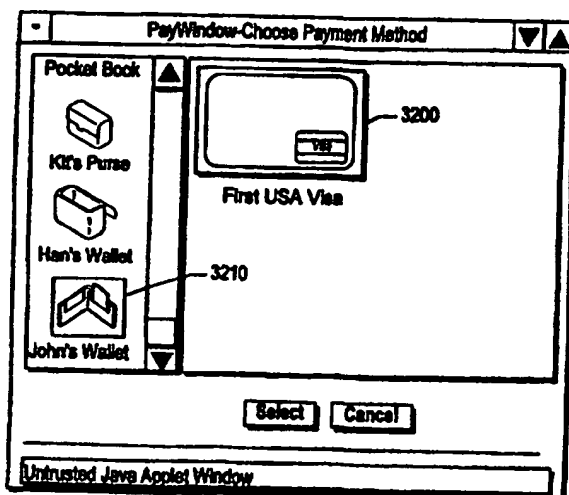 PayWindow-Choose Payment Method
Pocket Book
Kit's Purse
Han's Wallet
John's Wallet
3210
VISA
3200
First USA Visa
Select
Cancel
Untrusted Java Applet Window